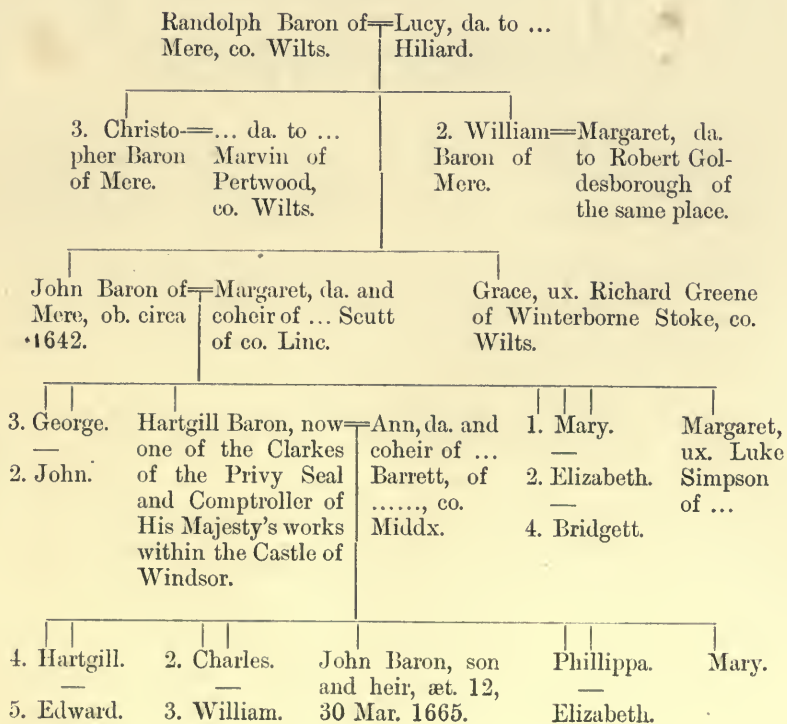 Randolph Baron of Mere, co. Wilts.
Lucy, da. to ... Hiliard.
3. Christo-
pher Baron
of Mere.
... da. to ...
Marvin of
Pertwood,
co. Wilts.
2. William
Baron of
Mere.
Margaret, da.
to Robert Gol-
desborough of
the same place.
John Baron of
Mere, ob. circa
1642.
Margaret, da. and
coheir of ... Scutt
of co. Linc.
Grace, ux. Richard Greene
of Winterborne Stoke, co.
Wilts.
3. George.
—
2. John.
Hartgill Baron, now
one of the Clarkes
of the Privy Seal
and Comptroller of
His Majesty's works
within the Castle of
Windsor.
Ann, da. and
coheir of ...
Barrett, of
......, co.
Middx.
1. Mary.
—
2. Elizabeth.
—
4. Bridgett.
Margaret,
ux. Luke
Simpson
of ...
4. Hartgill.
—
5. Edward.
2. Charles.
—
3. William.
John Baron, son
and heir, æt. 12,
30 Mar. 1665.
Phillippa.
—
Elizabeth.
Mary.